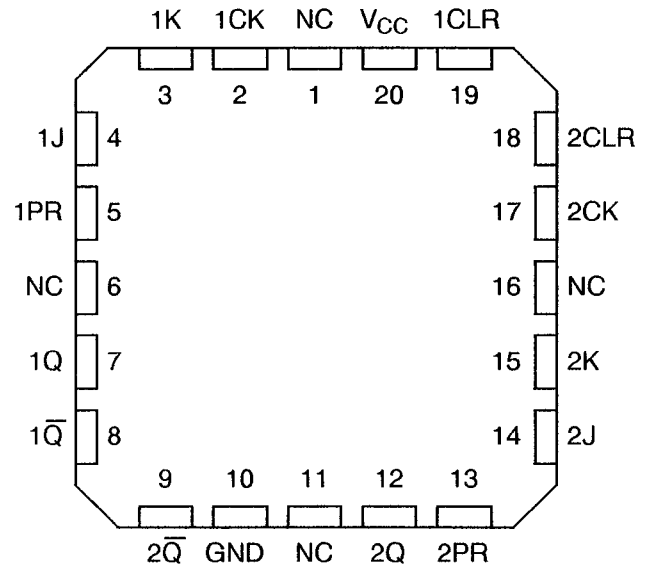 1K 1CK NC VCC 1CLR
3 2 1 20 19
1J 4 18 2CLR
1PR 5 17 2CK
NC 6 16 NC
1Q 7 15 2K
1Q̅ 8 14 2J
9 10 11 12 13
2Q̅ GND NC 2Q 2PR